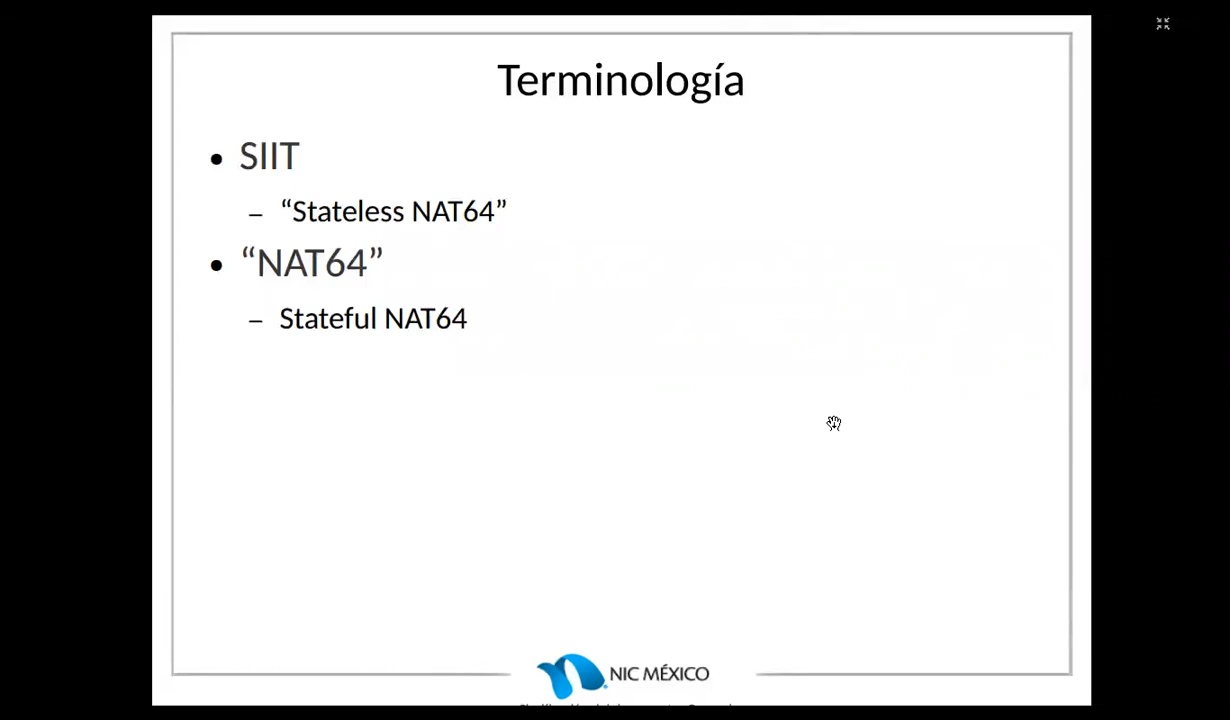 Terminología
• SIIT
– “Stateless NAT64”
• “NAT64”
– Stateful NAT64
NIC MÉXICO